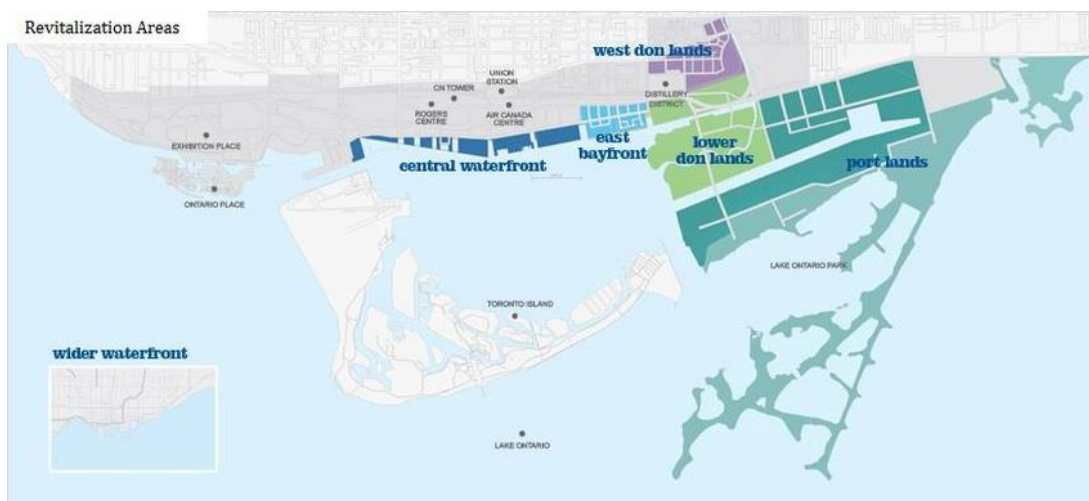 Revitalization Areas
west don lands
UNION
STATION
CN TOWER
DISTILLERY
DISTRICT
ROGERS
CENTRE
AIR CANADA
CENTRE
EXHIBITION PLACE
east
bayfront
lower
don lands
central waterfront
port lands
ONTARIO PLACE
LAKE ONTARIO PARK
TORONTO ISLAND
wider waterfront
LAKE ONTARIO